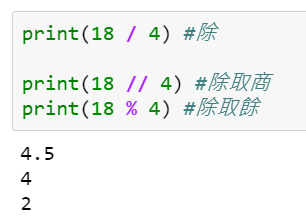 print(18 / 4) #除
print(18 // 4) #除取商
print(18 % 4) #除取餘
4.5
4
2